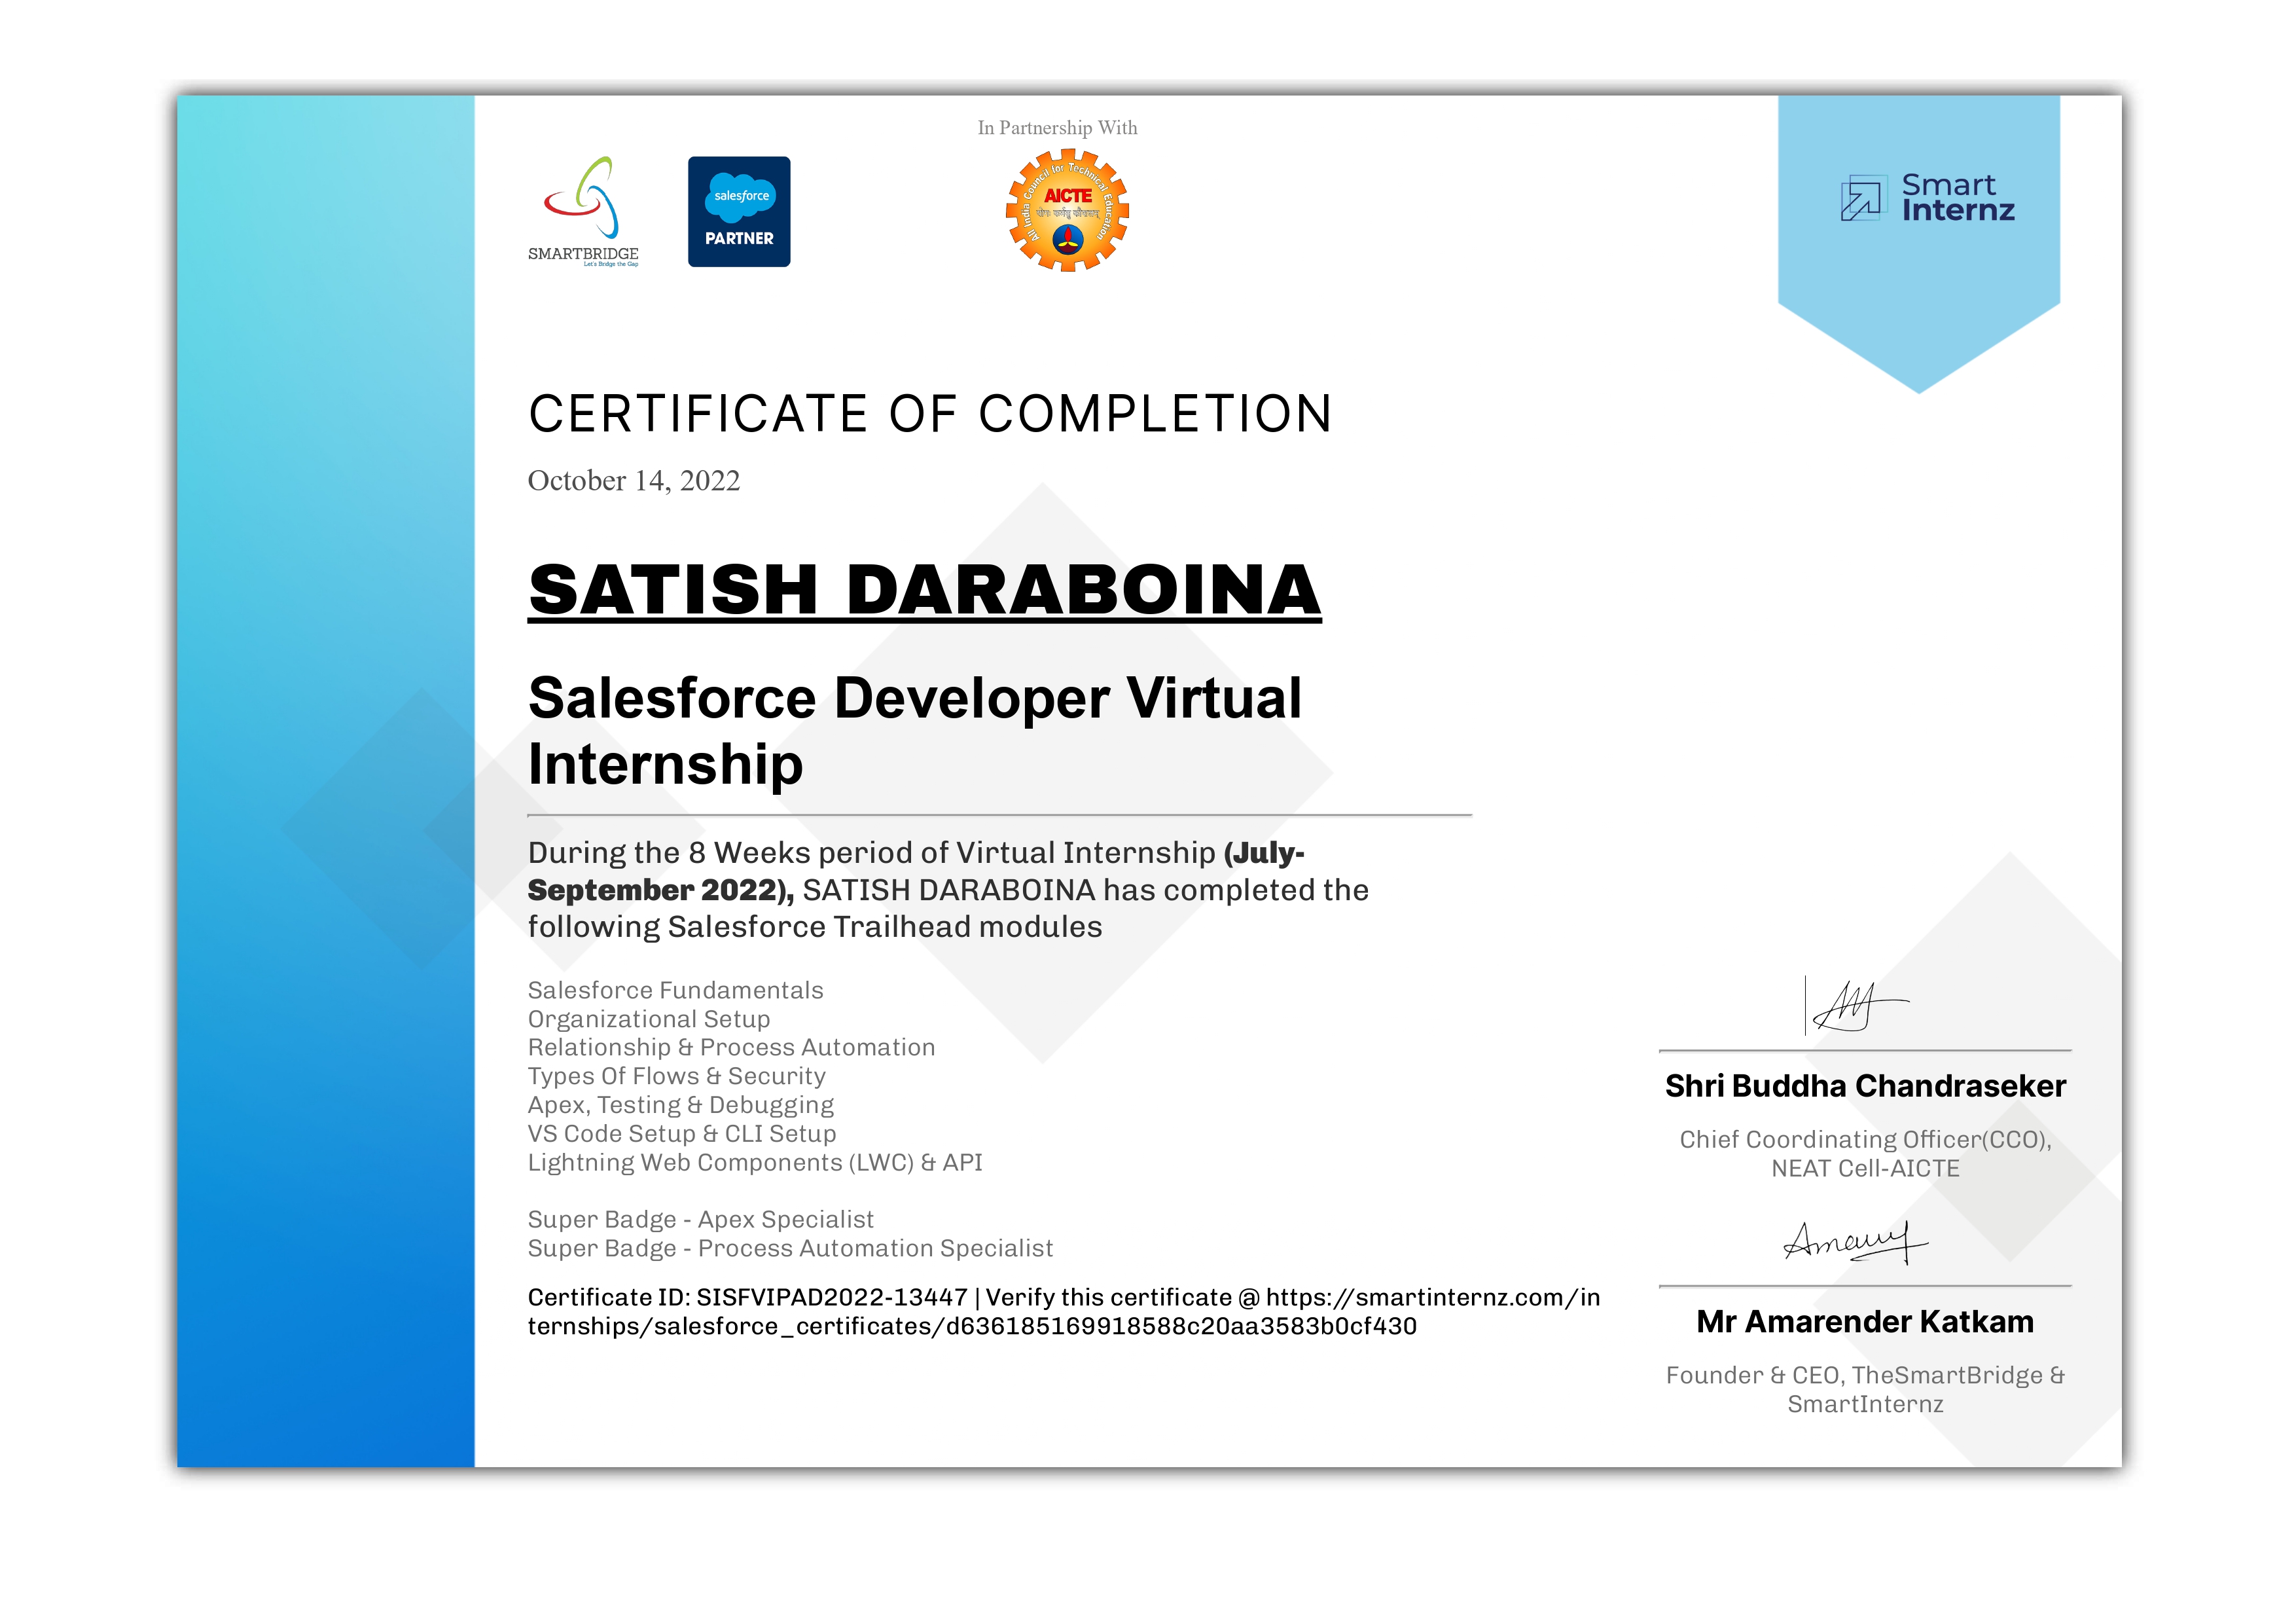 In Partnership With
SMARTBRIDGE
Let's Bridge the Gap
salesforce
PARTNER
All India Council for Technical Education
AICTE
योगः कर्मसु कौशलम्
Smart
Internz
CERTIFICATE OF COMPLETION
October 14, 2022
SATISH DARABOINA
Salesforce Developer Virtual
Internship
During the 8 Weeks period of Virtual Internship (July-
September 2022), SATISH DARABOINA has completed the
following Salesforce Trailhead modules
Salesforce Fundamentals
Organizational Setup
Relationship & Process Automation
Types Of Flows & Security
Apex, Testing & Debugging
VS Code Setup & CLI Setup
Lightning Web Components (LWC) & API
Super Badge - Apex Specialist
Super Badge - Process Automation Specialist
Certificate ID: SISFVIPAD2022-13447 | Verify this certificate @ https://smartinternz.com/in
ternships/salesforce_certificates/d636185169918588c20aa3583b0cf430
Shri Buddha Chandraseker
Chief Coordinating Officer(CCO),
NEAT Cell-AICTE
Mr Amarender Katkam
Founder & CEO, TheSmartBridge &
SmartInternz